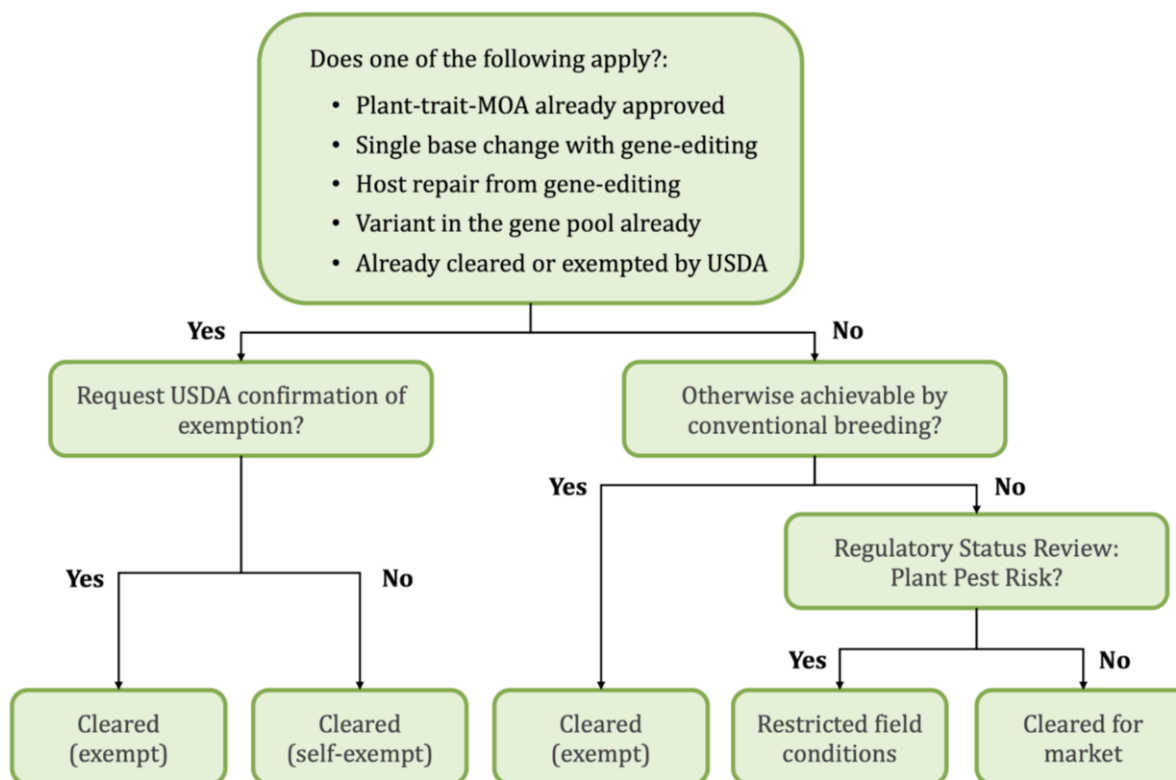 Does one of the following apply?:
• Plant-trait-MOA already approved
• Single base change with gene-editing
• Host repair from gene-editing
• Variant in the gene pool already
• Already cleared or exempted by USDA
Yes
No
Request USDA confirmation of
exemption?
Otherwise achievable by
conventional breeding?
Yes
No
Regulatory Status Review:
Plant Pest Risk?
Yes
No
Yes
No
Cleared
(exempt)
Cleared
(self-exempt)
Cleared
(exempt)
Restricted field
conditions
Cleared for
market